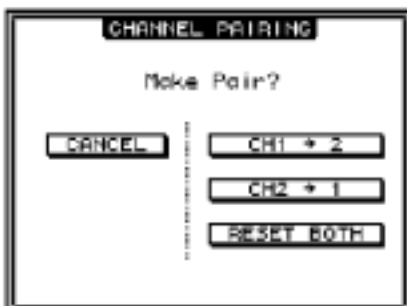 CHANNEL PAIRING
Make Pair?
CANCEL
CH1 → 2
CH2 → 1
RESET BOTH